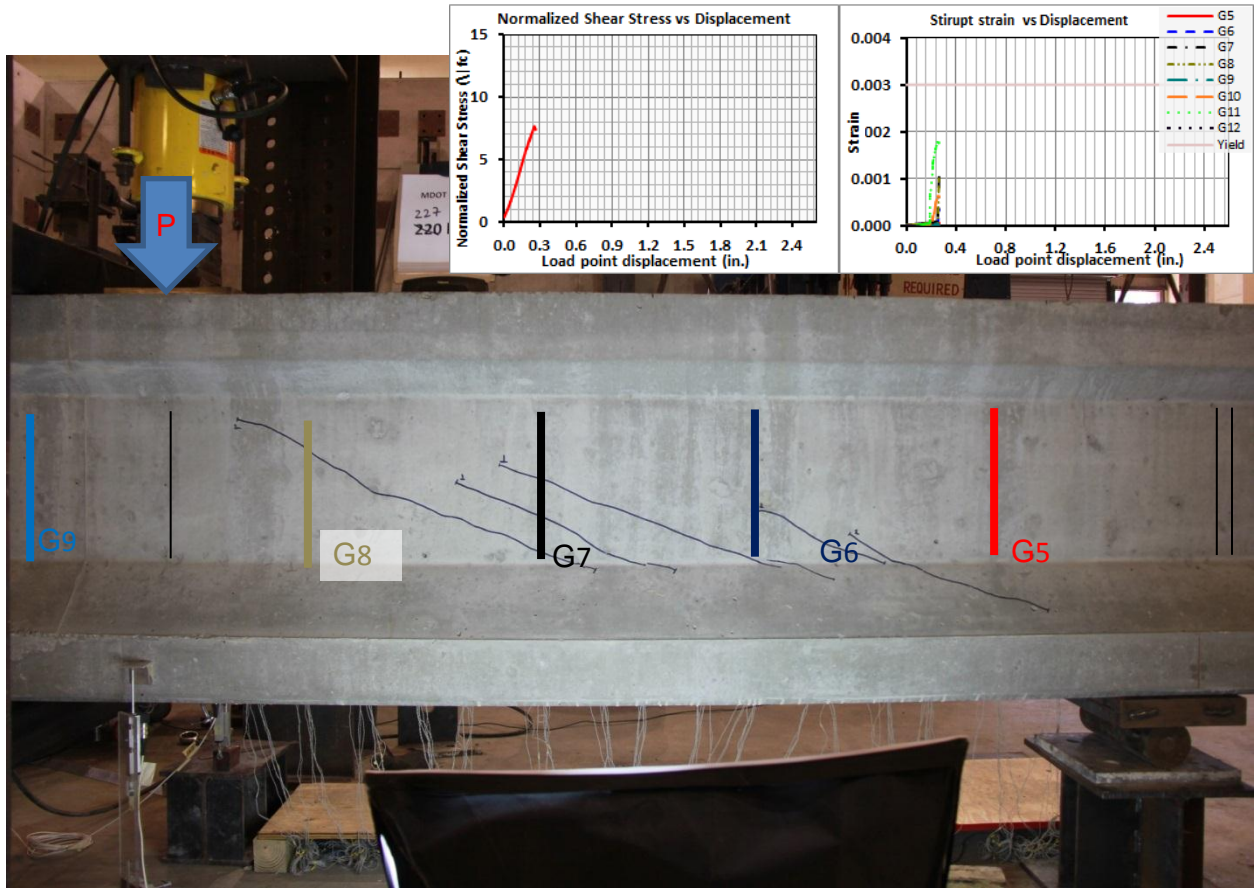 Normalized Shear Stress vs Displacement
Normalized Shear Stress (√|fc)
15
10
5
0
0.0 0.3 0.6 0.9 1.2 1.5 1.8 2.1 2.4
Load point displacement (in.)
Stirupt strain vs Displacement
Strain
0.004
0.003
0.002
0.001
0.000
0.0 0.4 0.8 1.2 1.6 2.0 2.4
Load point displacement (in.)
G5
G6
G7
G8
G9
G10
G11
G12
Yield
MDOT
227
220
REQUIRED
P
G9
G8
G7
G6
G5